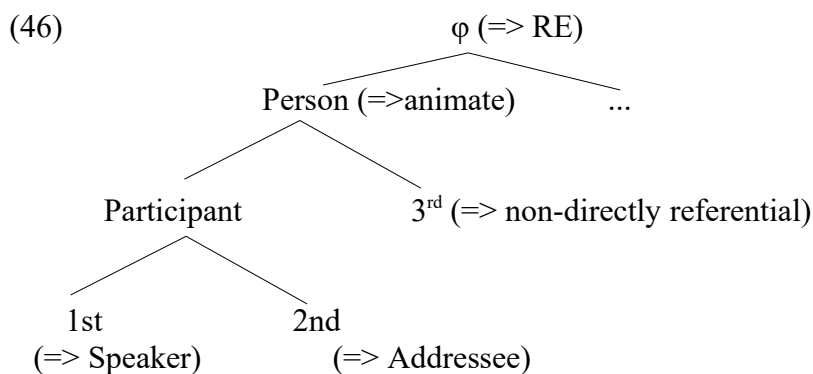 (46) φ (=> RE)
Person (=>animate) ...
Participant 3rd (=> non-directly referential)
1st 2nd
(=> Speaker) (=> Addressee)